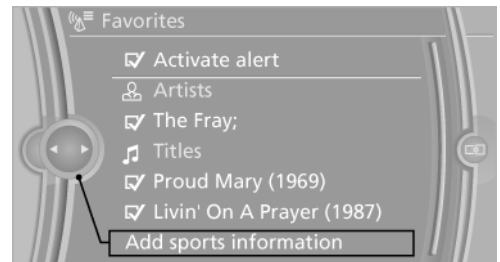 Favorites
Activate alert
Artists
The Fray;
Titles
Proud Mary (1969)
Livin' On A Prayer (1987)
Add sports information